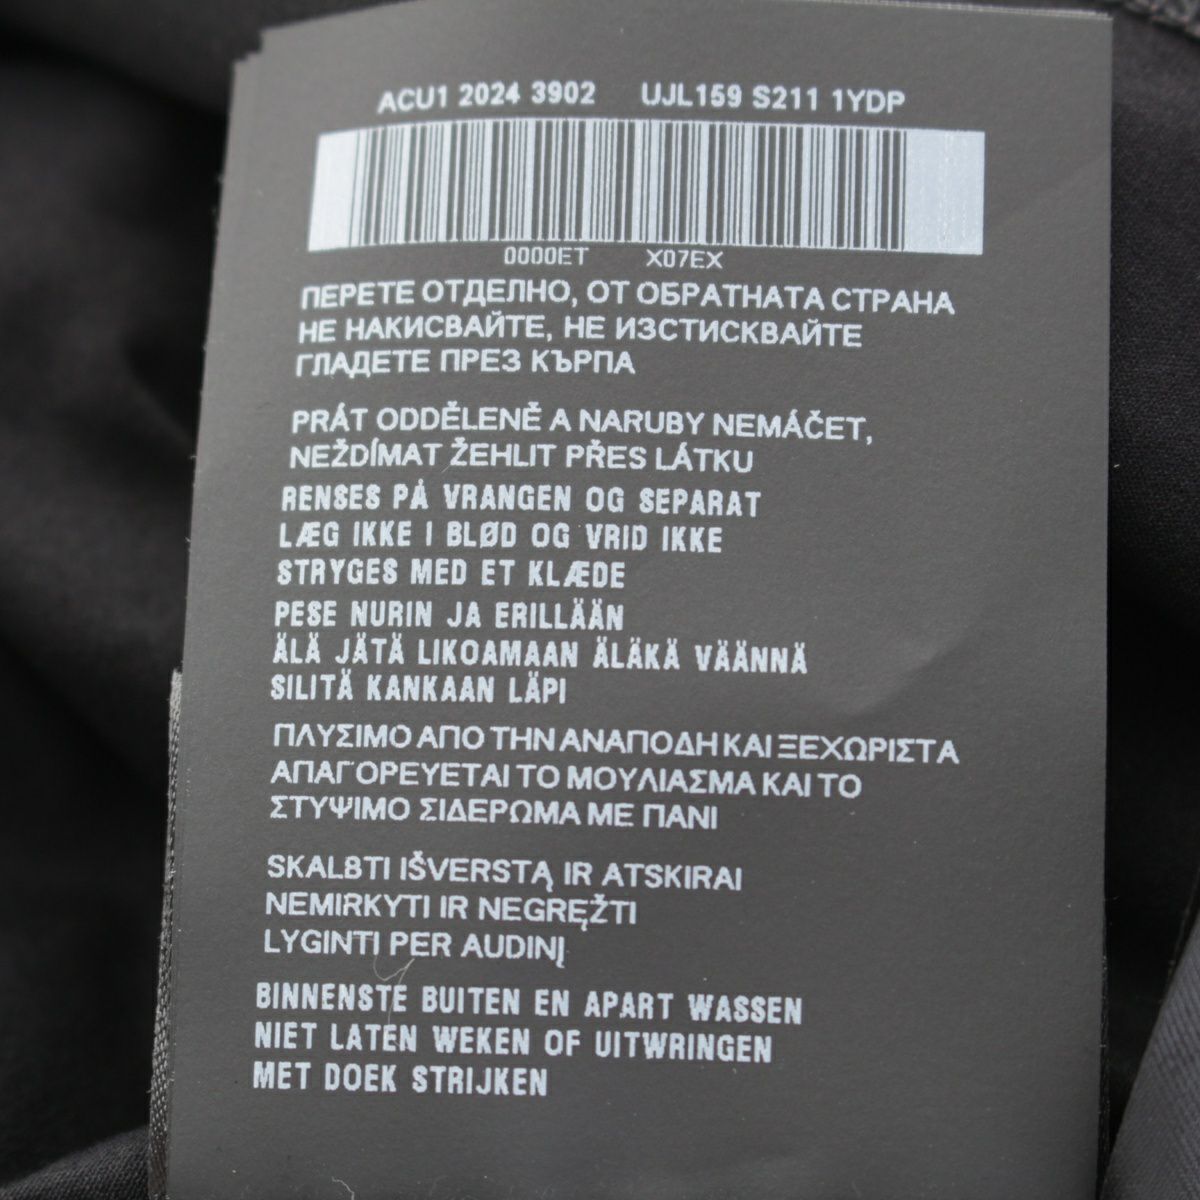 ACU1 2024 3902 UJL159 S211 1YDP
0000ET X07EX
ПЕРЕТЕ ОТДЕЛНО, ОТ ОБРАТНАТА СТРАНА
НЕ НАКИСВАЙТЕ, НЕ ИЗСТИСКВАЙТЕ
ГЛАДЕТЕ ПРЕЗ КЪРПА
PRÁT ODDĚLENĚ A NARUBY NEMÁČET,
NEŽDÍMAT ŽEHLIT PŘES LÁTKU
RENSES PÅ VRANGEN OG SEPARAT
LÆG IKKE I BLØD OG VRID IKKE
STRYGES MED ET KLÆDE
PESE NURIN JA ERILLÄÄN
ÄLÄ JÄTÄ LIKOAMAAN ÄLÄKÄ VÄÄNNÄ
SILITÄ KANKAAN LÄPI
ΠΛΥΣΙΜΟ ΑΠΟ ΤΗΝ ΑΝΑΠΟΔΗ ΚΑΙ ΞΕΧΩΡΙΣΤΑ
ΑΠΑΓΟΡΕΥΕΤΑΙ ΤΟ ΜΟΥΛΙΑΣΜΑ ΚΑΙ ΤΟ
ΣΤΥΨΙΜΟ ΣΙΔΕΡΩΜΑ ΜΕ ΠΑΝΙ
SKALBTI IŠVERSTĄ IR ATSKIRAI
NEMIRKYTI IR NEGRĘŽTI
LYGINTI PER AUDINĮ
BINNENSTE BUITEN EN APART WASSEN
NIET LATEN WEKEN OF UITWRINGEN
MET DOEK STRIJKEN